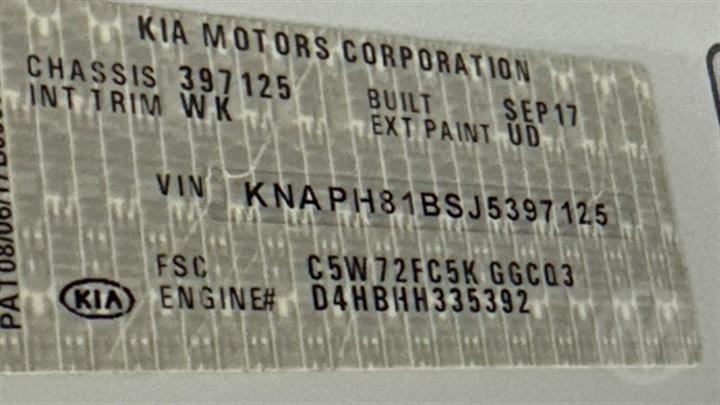 KIA MOTORS CORPORATION
CHASSIS 397125
INT TRIM WK
BUILT SEP17
EXT PAINT UD
VIN KNAPH81BSJ5397125
FSC C5W72FC5K GGC03
KIA ENGINE# D4HBHH335392